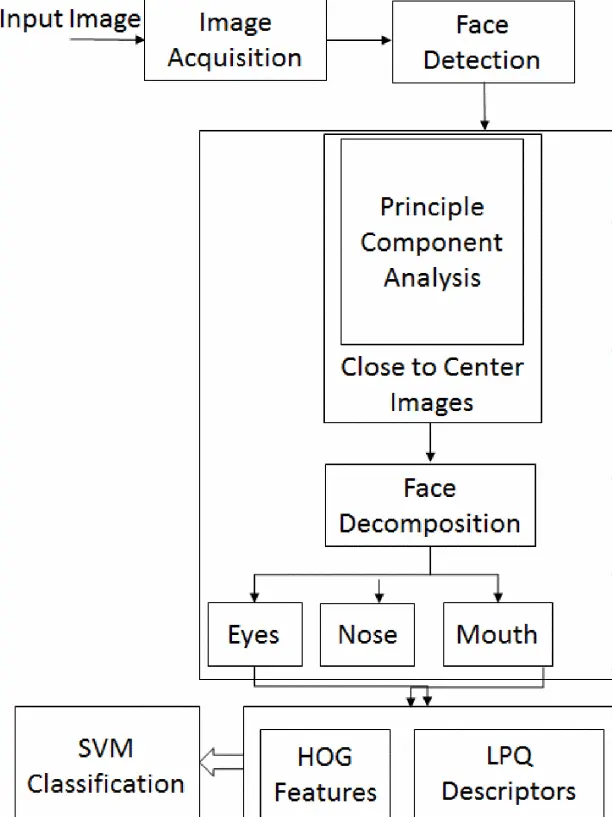 Input Image
Image
Acquisition
Face
Detection
Principle
Component
Analysis
Close to Center
Images
Face
Decomposition
Eyes
Nose
Mouth
SVM
Classification
HOG
Features
LPQ
Descriptors